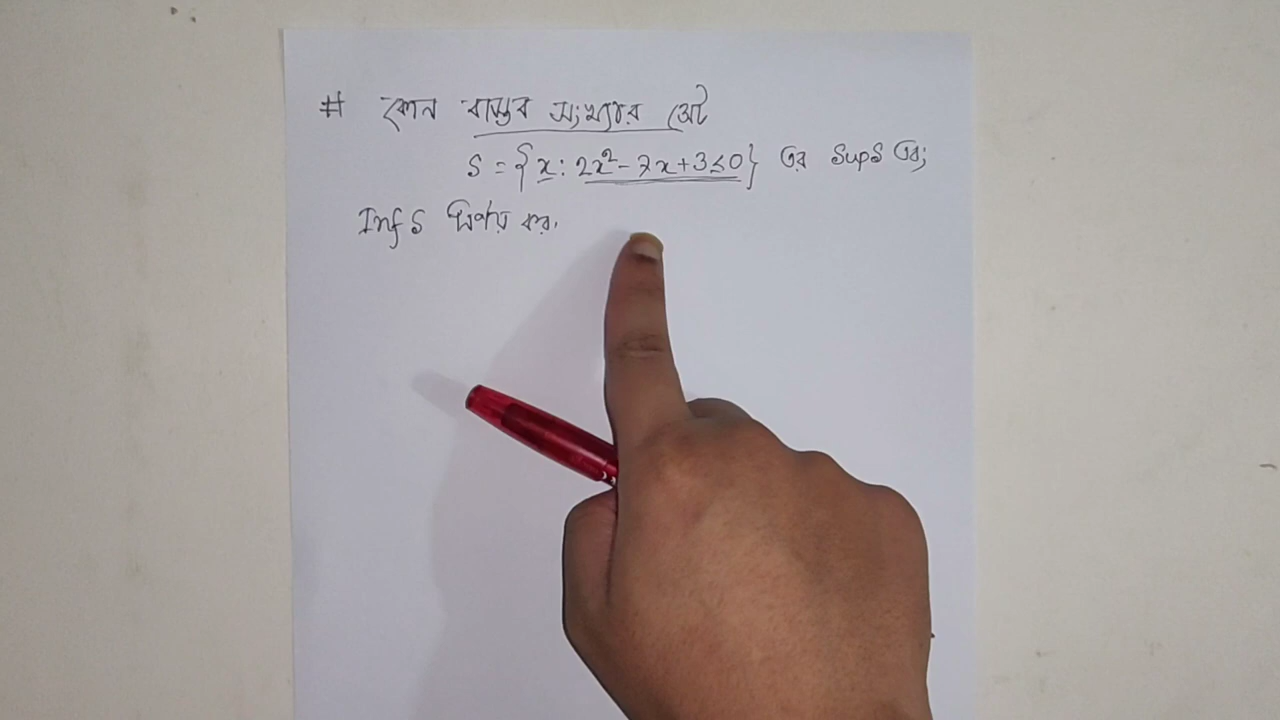 # কোন বাস্তব সংখ্যার সেট
S = {x: 2x² - 7x + 3 ≤ 0} এর SupS এবং
Inf S নির্ণয় কর।